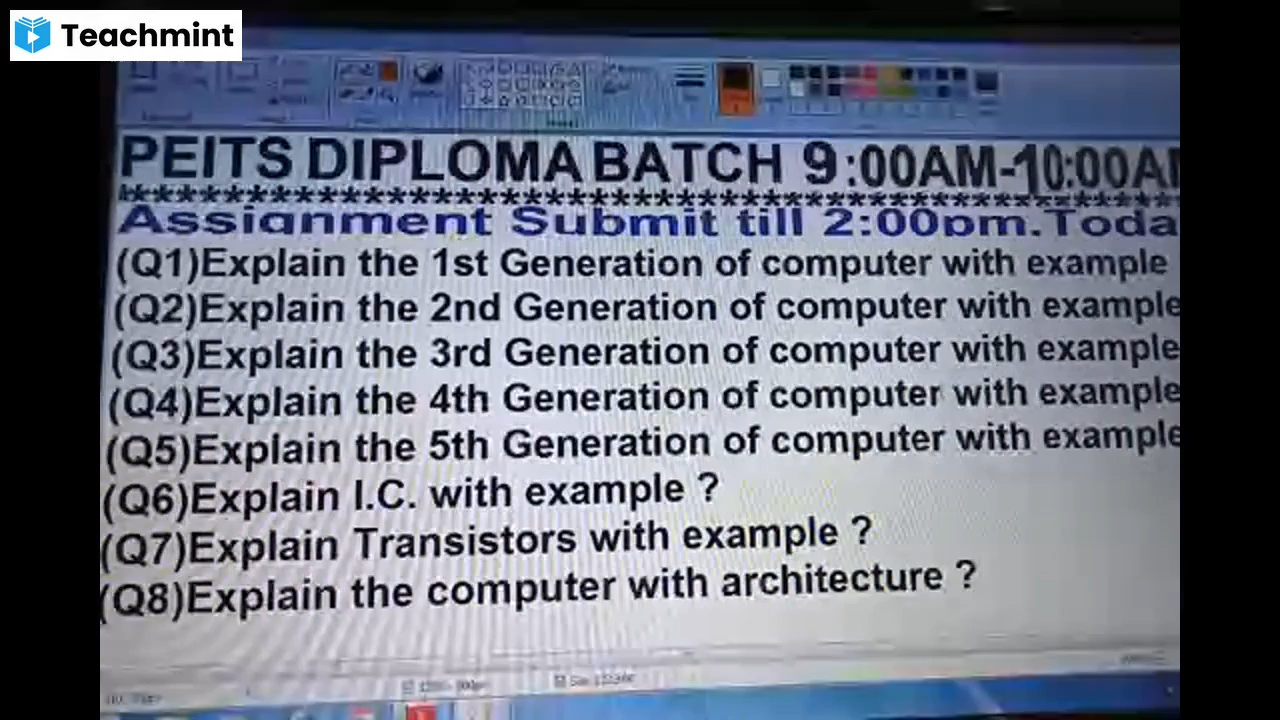 Teachmint
PEITS DIPLOMA BATCH 9:00AM-10:00A
************************************************************
Assignment Submit till 2:00pm.Toda
(Q1)Explain the 1st Generation of computer with example
(Q2)Explain the 2nd Generation of computer with example
(Q3)Explain the 3rd Generation of computer with example
(Q4)Explain the 4th Generation of computer with example
(Q5)Explain the 5th Generation of computer with example
(Q6)Explain I.C. with example ?
(Q7)Explain Transistors with example ?
(Q8)Explain the computer with architecture ?